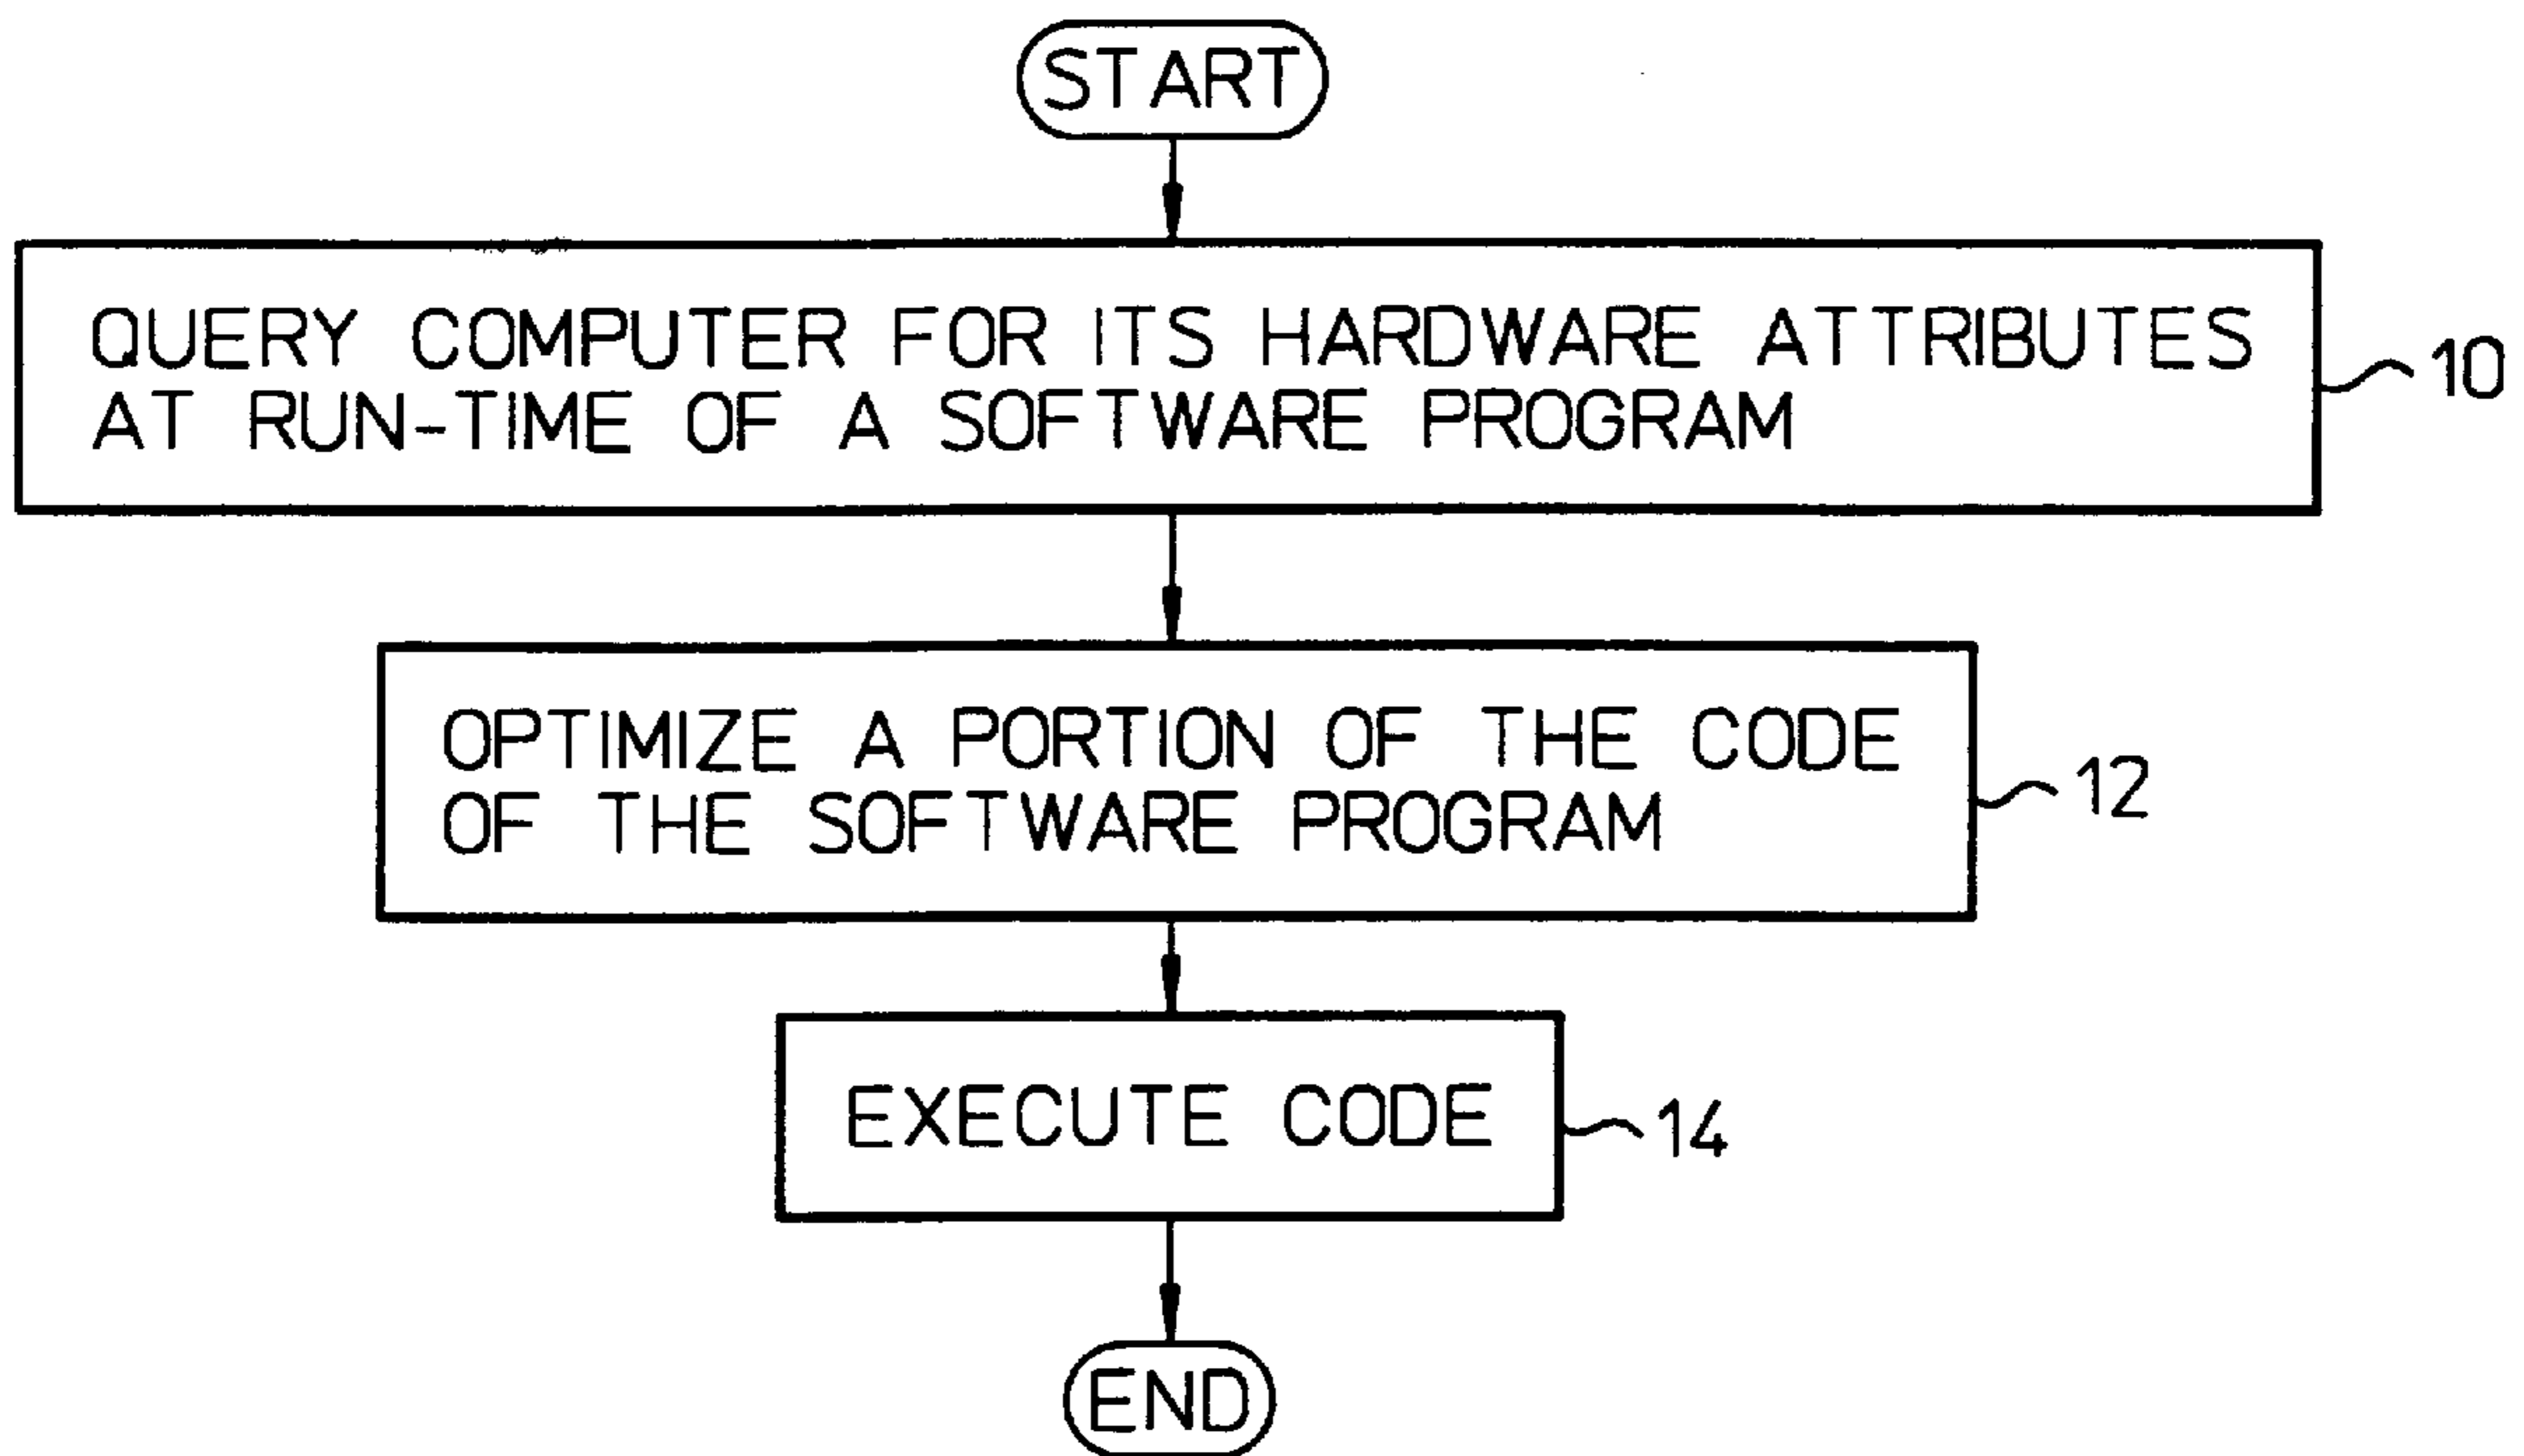 START
QUERY COMPUTER FOR ITS HARDWARE ATTRIBUTES
AT RUN-TIME OF A SOFTWARE PROGRAM
10
OPTIMIZE A PORTION OF THE CODE
OF THE SOFTWARE PROGRAM
12
EXECUTE CODE
14
END